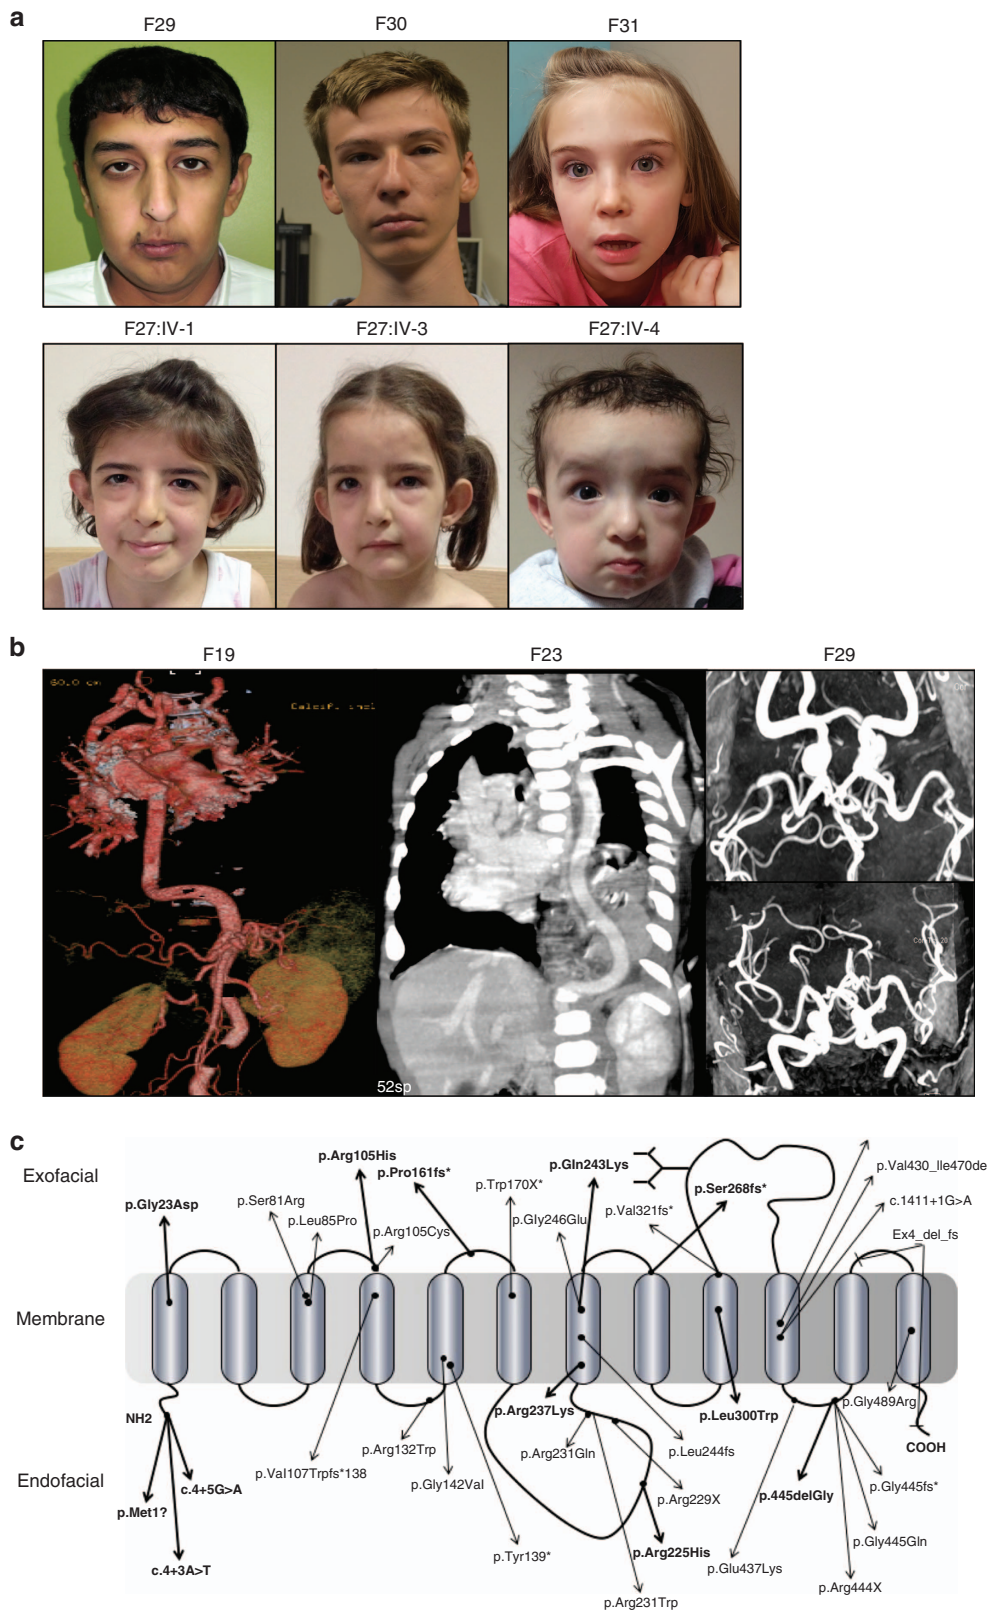 a
F29 F30 F31
F27:IV-1 F27:IV-3 F27:IV-4
b
F19 F23 F29
60.0 cm
52sp
c
Exofacial
Membrane
Endofacial
p.Gly23Asp
p.Ser81Arg
p.Leu85Pro
p.Arg105His
p.Pro161fs*
p.Arg105Cys
p.Trp170X*
p.Gly246Glu
p.Gln243Lys
p.Val321fs*
p.Ser268fs*
p.Val430_Ile470de
c.1411+1G>A
Ex4_del_fs
NH2
p.Met1?
c.4+5G>A
c.4+3A>T
p.Val107Trpfs*138
p.Arg132Trp
p.Gly142Val
p.Tyr139*
p.Arg237Lys
p.Arg231Gln
p.Leu244fs
p.Arg229X
p.Arg225His
p.Arg231Trp
p.Leu300Trp
p.Glu437Lys
p.445delGly
p.Gly489Arg
COOH
p.Gly445fs*
p.Gly445Gln
p.Arg444X